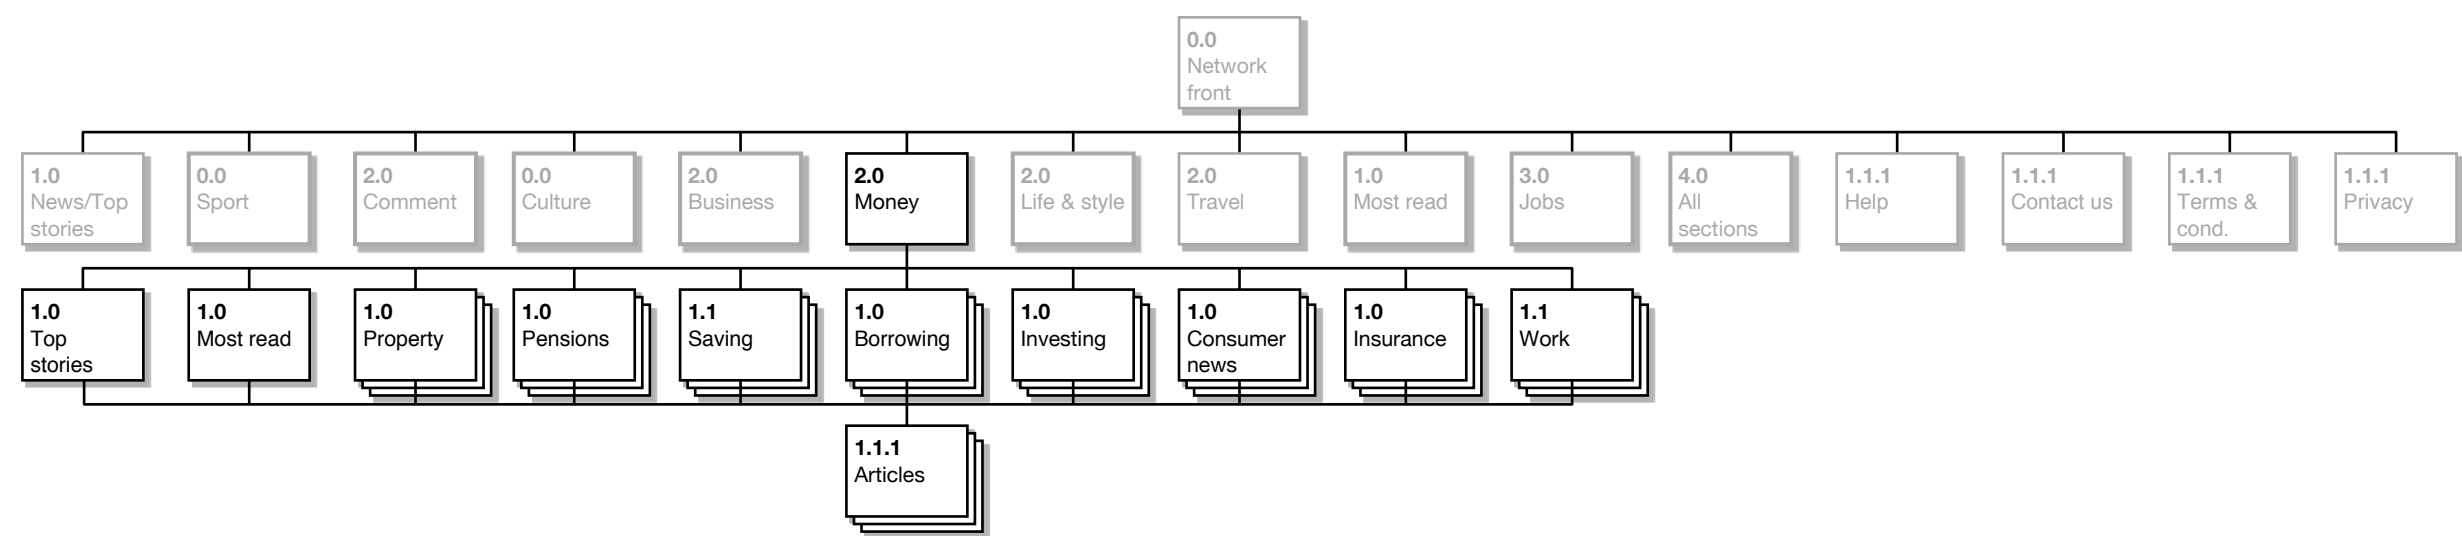 0.0
Network
front
1.0
News/Top
stories
0.0
Sport
2.0
Comment
0.0
Culture
2.0
Business
2.0
Money
2.0
Life & style
2.0
Travel
1.0
Most read
3.0
Jobs
4.0
All
sections
1.1.1
Help
1.1.1
Contact us
1.1.1
Terms &
cond.
1.1.1
Privacy
1.0
Top
stories
1.0
Most read
1.0
Property
1.0
Pensions
1.1
Saving
1.0
Borrowing
1.0
Investing
1.0
Consumer
news
1.0
Insurance
1.1
Work
1.1.1
Articles